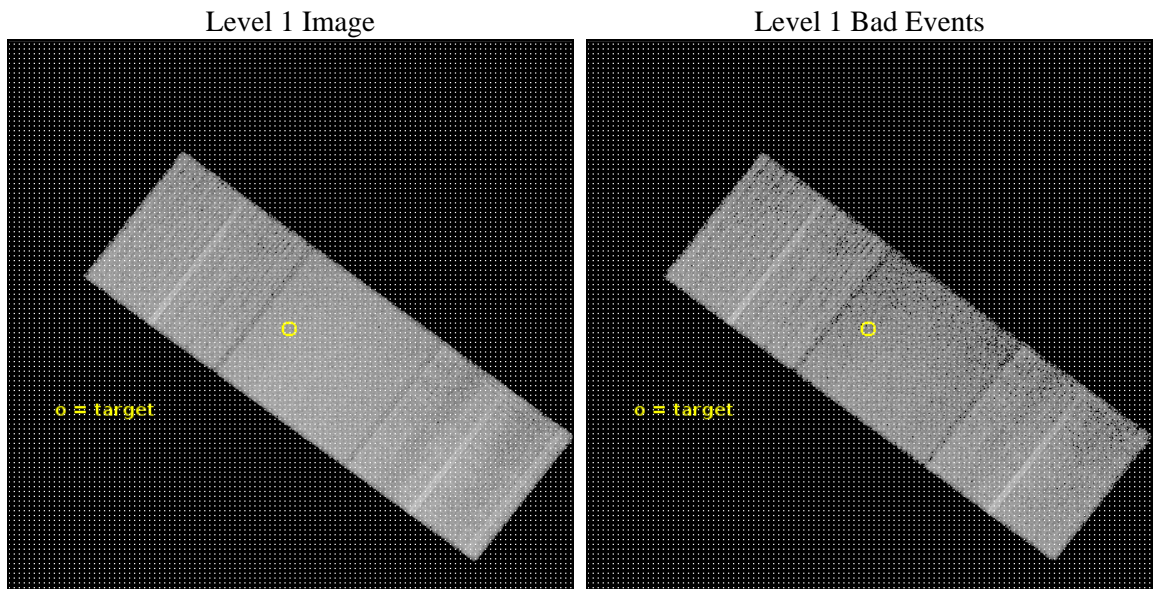 Level 1 Image
Level 1 Bad Events
o = target
o = target